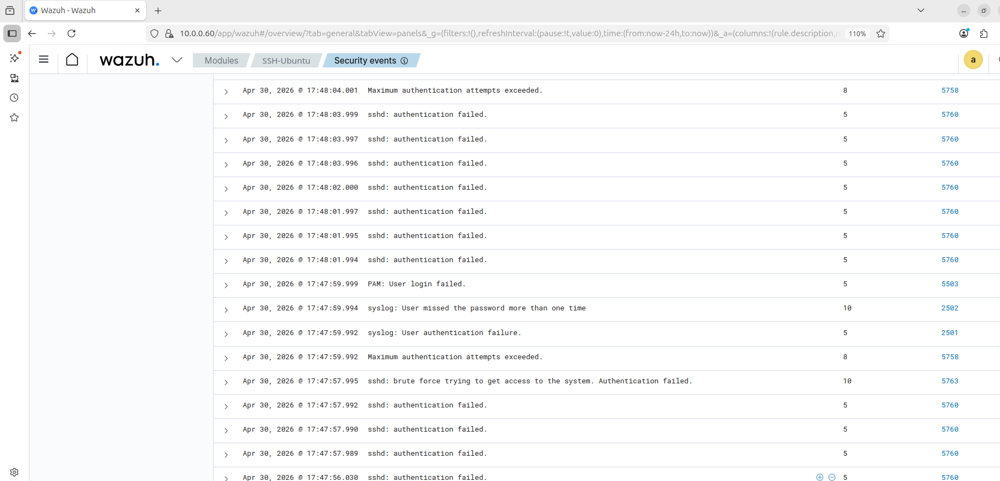 Wazuh - Wazuh
10.0.0.60/app/wazuh#/overview/?tab=general&tabView=panels&_g=(filters:!(),refreshInterval:(pause:!t,value:0),time:(from:now-24h,to:now))&_a=(columns:!(rule.description, 110%
wazuh. Modules SSH-Ubuntu Security events a
Apr 30, 2026 @ 17:48:04.001 Maximum authentication attempts exceeded. 8 5758
Apr 30, 2026 @ 17:48:03.999 sshd: authentication failed. 5 5760
Apr 30, 2026 @ 17:48:03.997 sshd: authentication failed. 5 5760
Apr 30, 2026 @ 17:48:03.996 sshd: authentication failed. 5 5760
Apr 30, 2026 @ 17:48:02.000 sshd: authentication failed. 5 5760
Apr 30, 2026 @ 17:48:01.997 sshd: authentication failed. 5 5760
Apr 30, 2026 @ 17:48:01.995 sshd: authentication failed. 5 5760
Apr 30, 2026 @ 17:48:01.994 sshd: authentication failed. 5 5760
Apr 30, 2026 @ 17:47:59.999 PAM: User login failed. 5 5503
Apr 30, 2026 @ 17:47:59.994 syslog: User missed the password more than one time 10 2502
Apr 30, 2026 @ 17:47:59.992 syslog: User authentication failure. 5 2501
Apr 30, 2026 @ 17:47:59.992 Maximum authentication attempts exceeded. 8 5758
Apr 30, 2026 @ 17:47:57.995 sshd: brute force trying to get access to the system. Authentication failed. 10 5763
Apr 30, 2026 @ 17:47:57.992 sshd: authentication failed. 5 5760
Apr 30, 2026 @ 17:47:57.990 sshd: authentication failed. 5 5760
Apr 30, 2026 @ 17:47:57.989 sshd: authentication failed. 5 5760
Apr 30, 2026 @ 17:47:56.030 sshd: authentication failed. 5 5760